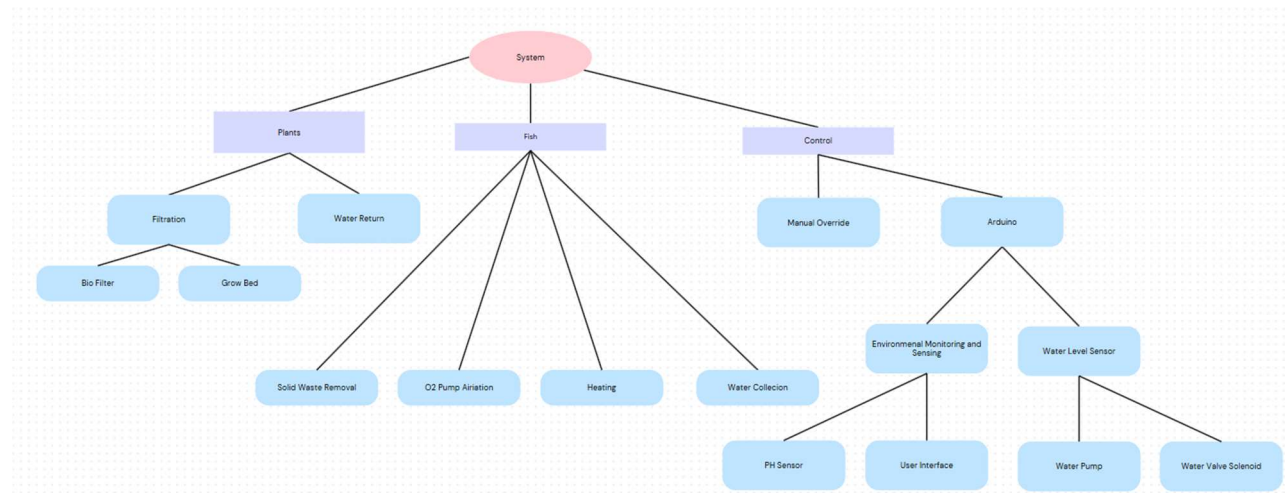 System
Plants
Fish
Control
Filtration
Water Return
Manual Override
Arduino
Bio Filter
Grow Bed
Environmenal Monitoring and
Sensing
Water Level Sensor
Solid Waste Removal
O2 Pump Airiation
Heating
Water Collecion
PH Sensor
User Interface
Water Pump
Water Valve Solenoid